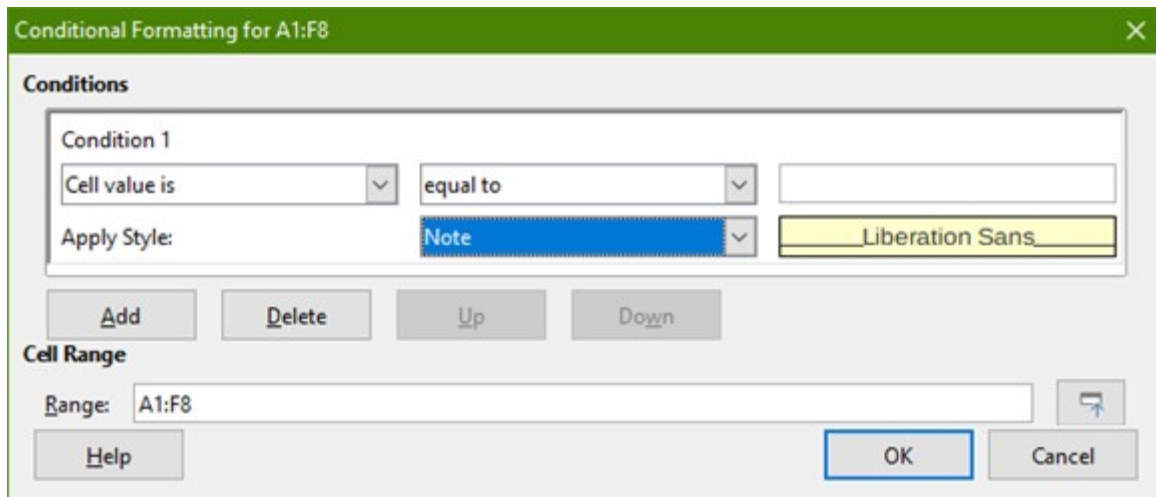 Conditional Formatting for A1:F8
Conditions
Condition 1
Cell value is equal to
Apply Style: Note Liberation Sans
Add Delete Up Down
Cell Range
Range: A1:F8
Help OK Cancel